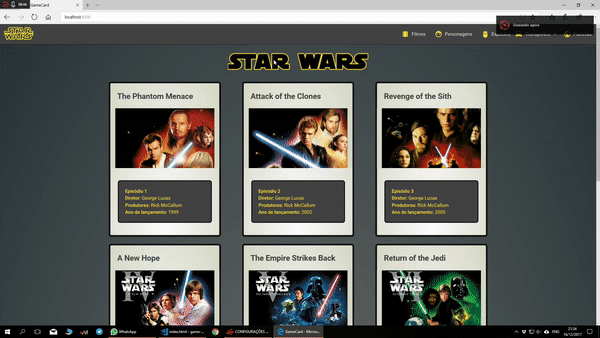 GameCard
localhost:4200
Gravando agora
STAR WARS
Filmes
Personagens
Espécies
Planetas
STAR WARS
The Phantom Menace
Attack of the Clones
Revenge of the Sith
Episódio 1
Diretor: George Lucas
Produtores: Rick McCallum
Ano de lançamento: 1999
Episódio 2
Diretor: George Lucas
Produtores: Rick McCallum
Ano de lançamento: 2002
Episódio 3
Diretor: George Lucas
Produtores: Rick McCallum
Ano de lançamento: 2005
A New Hope
The Empire Strikes Back
Return of the Jedi
STAR WARS
STAR WARS
STAR WARS
WhatsApp
index.html - game-...
CONFIGURAÇÕES ...
GameCard - Micros...
ENG
21:34
16/12/2017